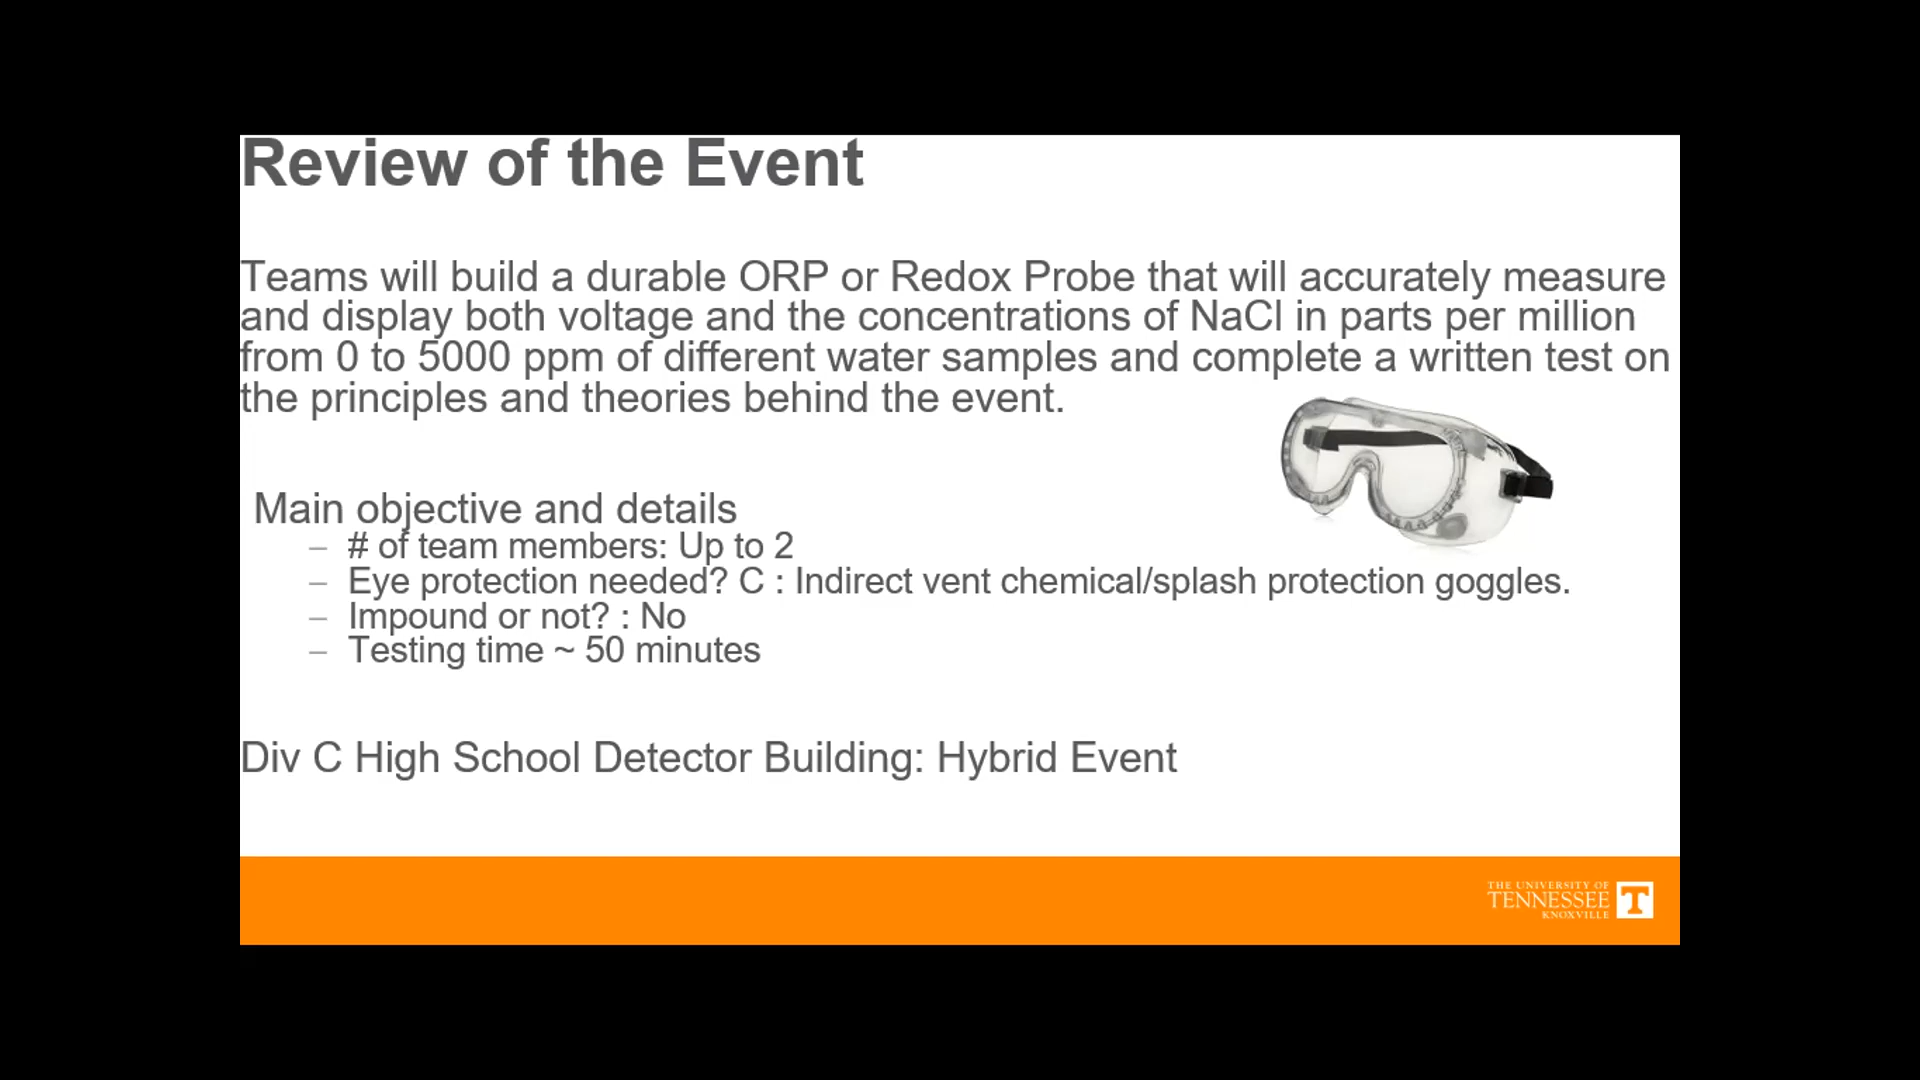 Review of the Event
Teams will build a durable ORP or Redox Probe that will accurately measure
and display both voltage and the concentrations of NaCl in parts per million
from 0 to 5000 ppm of different water samples and complete a written test on
the principles and theories behind the event.
Main objective and details
– # of team members: Up to 2
– Eye protection needed? C : Indirect vent chemical/splash protection goggles.
– Impound or not? : No
– Testing time ~ 50 minutes
Div C High School Detector Building: Hybrid Event
THE UNIVERSITY OF
TENNESSEE
KNOXVILLE
T